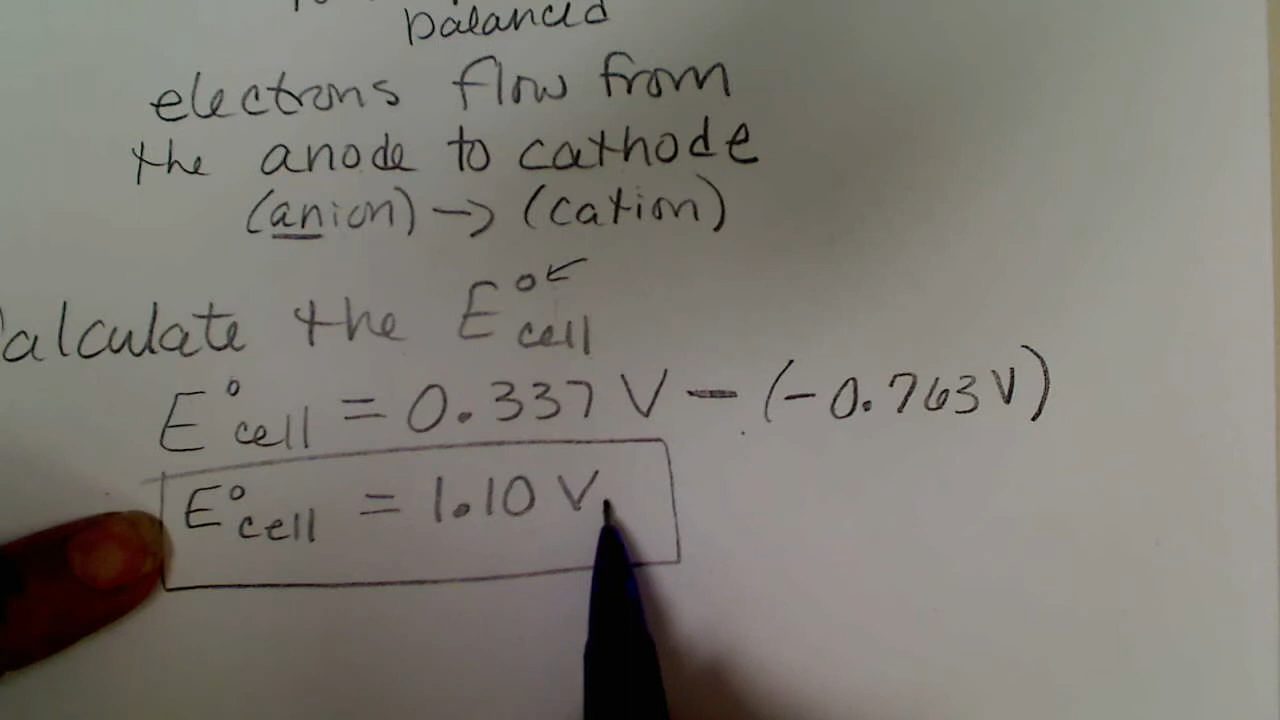 balanced
electrons flow from
the anode to cathode
(anion) → (cation)
alculate the E°cell
E°cell = 0.337 V - (-0.763 V)
E°cell = 1.10 V